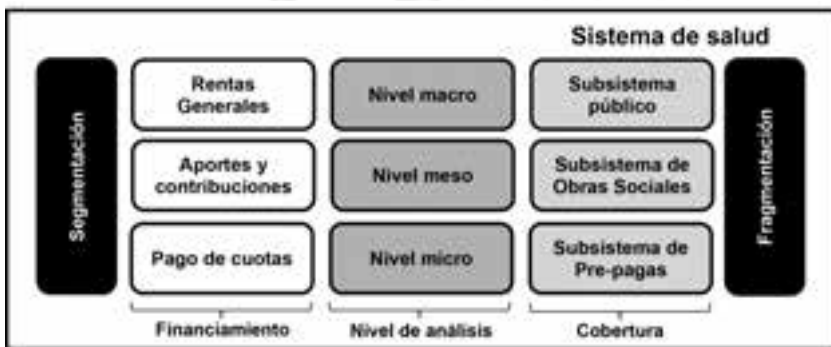 Sistema de salud
Segmentación
Rentas
Generales
Nivel macro
Subsistema
público
Aportes y
contribuciones
Nivel meso
Subsistema de
Obras Sociales
Pago de cuotas
Nivel micro
Subsistema de
Pre-pagas
Fragmentación
Financiamiento
Nivel de análisis
Cobertura